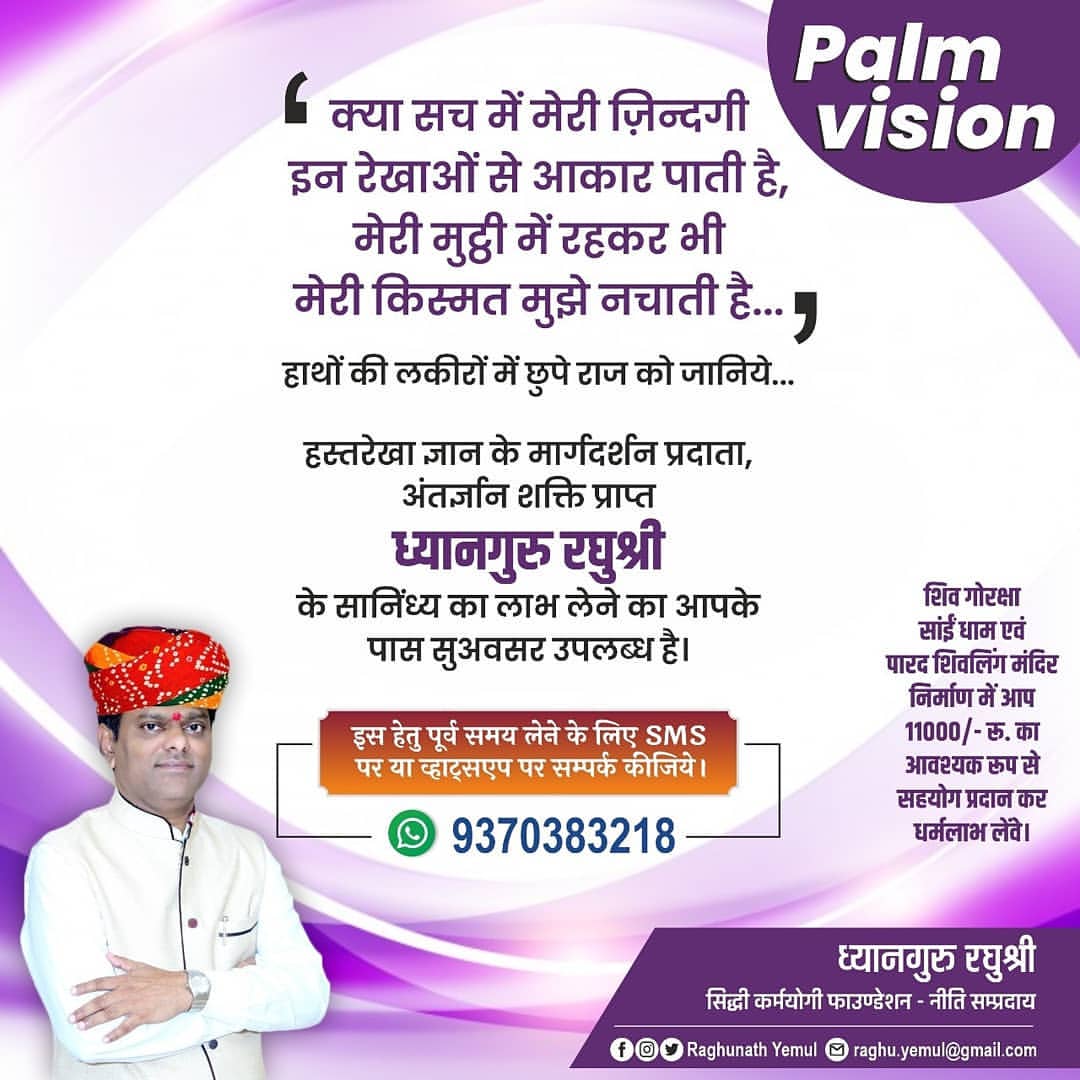 Palm
vision
‘ क्या सच में मेरी ज़िन्दगी
इन रेखाओं से आकार पाती है,
मेरी मुट्ठी में रहकर भी
मेरी किस्मत मुझे नचाती है... ’
हाथों की लकीरों में छुपे राज को जानिये...
हस्तरेखा ज्ञान के मार्गदर्शन प्रदाता,
अंतर्ज्ञान शक्ति प्राप्त
ध्यानगुरु रघुश्री
के सानिंध्य का लाभ लेने का आपके
पास सुअवसर उपलब्ध है।
इस हेतु पूर्व समय लेने के लिए SMS
पर या व्हाट्सएप पर सम्पर्क कीजिये।
9370383218
शिव गोरक्षा
सांई धाम एवं
पारद शिवलिंग मंदिर
निर्माण में आप
11000/- रू. का
आवश्यक रूप से
सहयोग प्रदान कर
धर्मलाभ लेंवे।
ध्यानगुरु रघुश्री
सिद्धी कर्मयोगी फाउण्डेशन - नीति सम्प्रदाय
Raghunath Yemul raghu.yemul@gmail.com